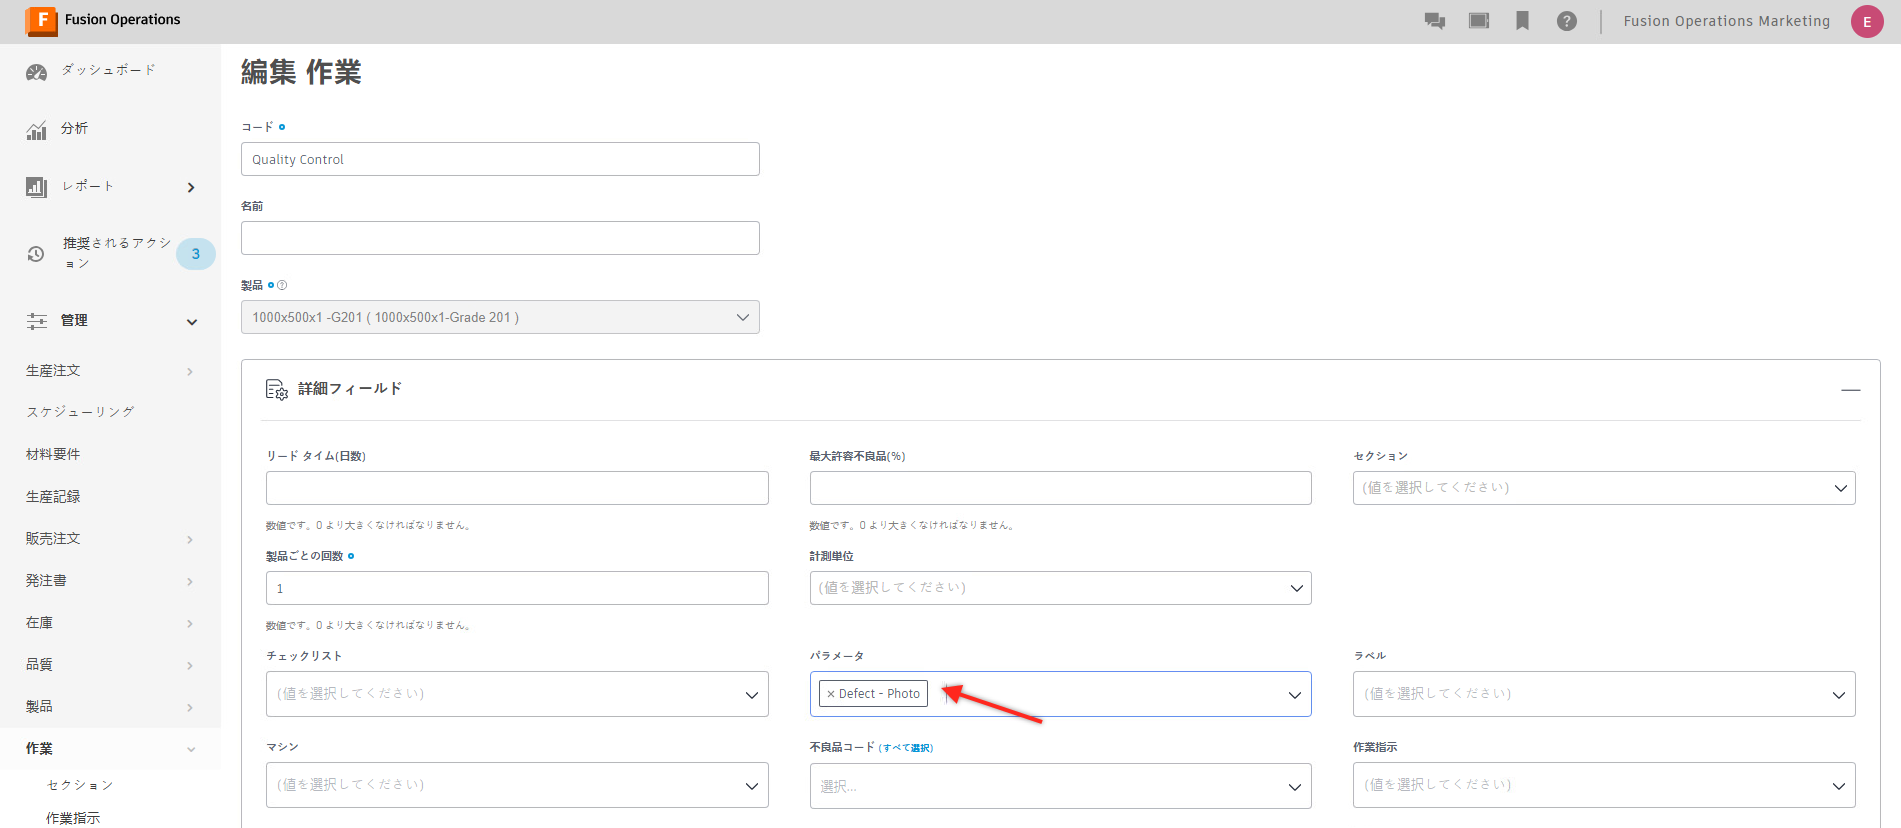 F Fusion Operations
Fusion Operations Marketing
E
ダッシュボード
分析
レポート
推奨されるアクシ
ョン
3
管理
生産注文
スケジューリング
材料要件
生産記録
販売注文
発注書
在庫
品質
製品
作業
セクション
作業指示
編集 作業
コード
Quality Control
名前
製品
1000x500x1 -G201 ( 1000x500x1-Grade 201 )
詳細フィールド
リード タイム(日数)
最大許容不良品(%)
セクション
(値を選択してください)
数値です。0 より大きくなければなりません。
数値です。0 より大きくなければなりません。
製品ごとの回数
計測単位
1
(値を選択してください)
数値です。0 より大きくなければなりません。
チェックリスト
パラメータ
ラベル
(値を選択してください)
× Defect - Photo
(値を選択してください)
マシン
不良品コード (すべて選択)
作業指示
(値を選択してください)
選択...
(値を選択してください)